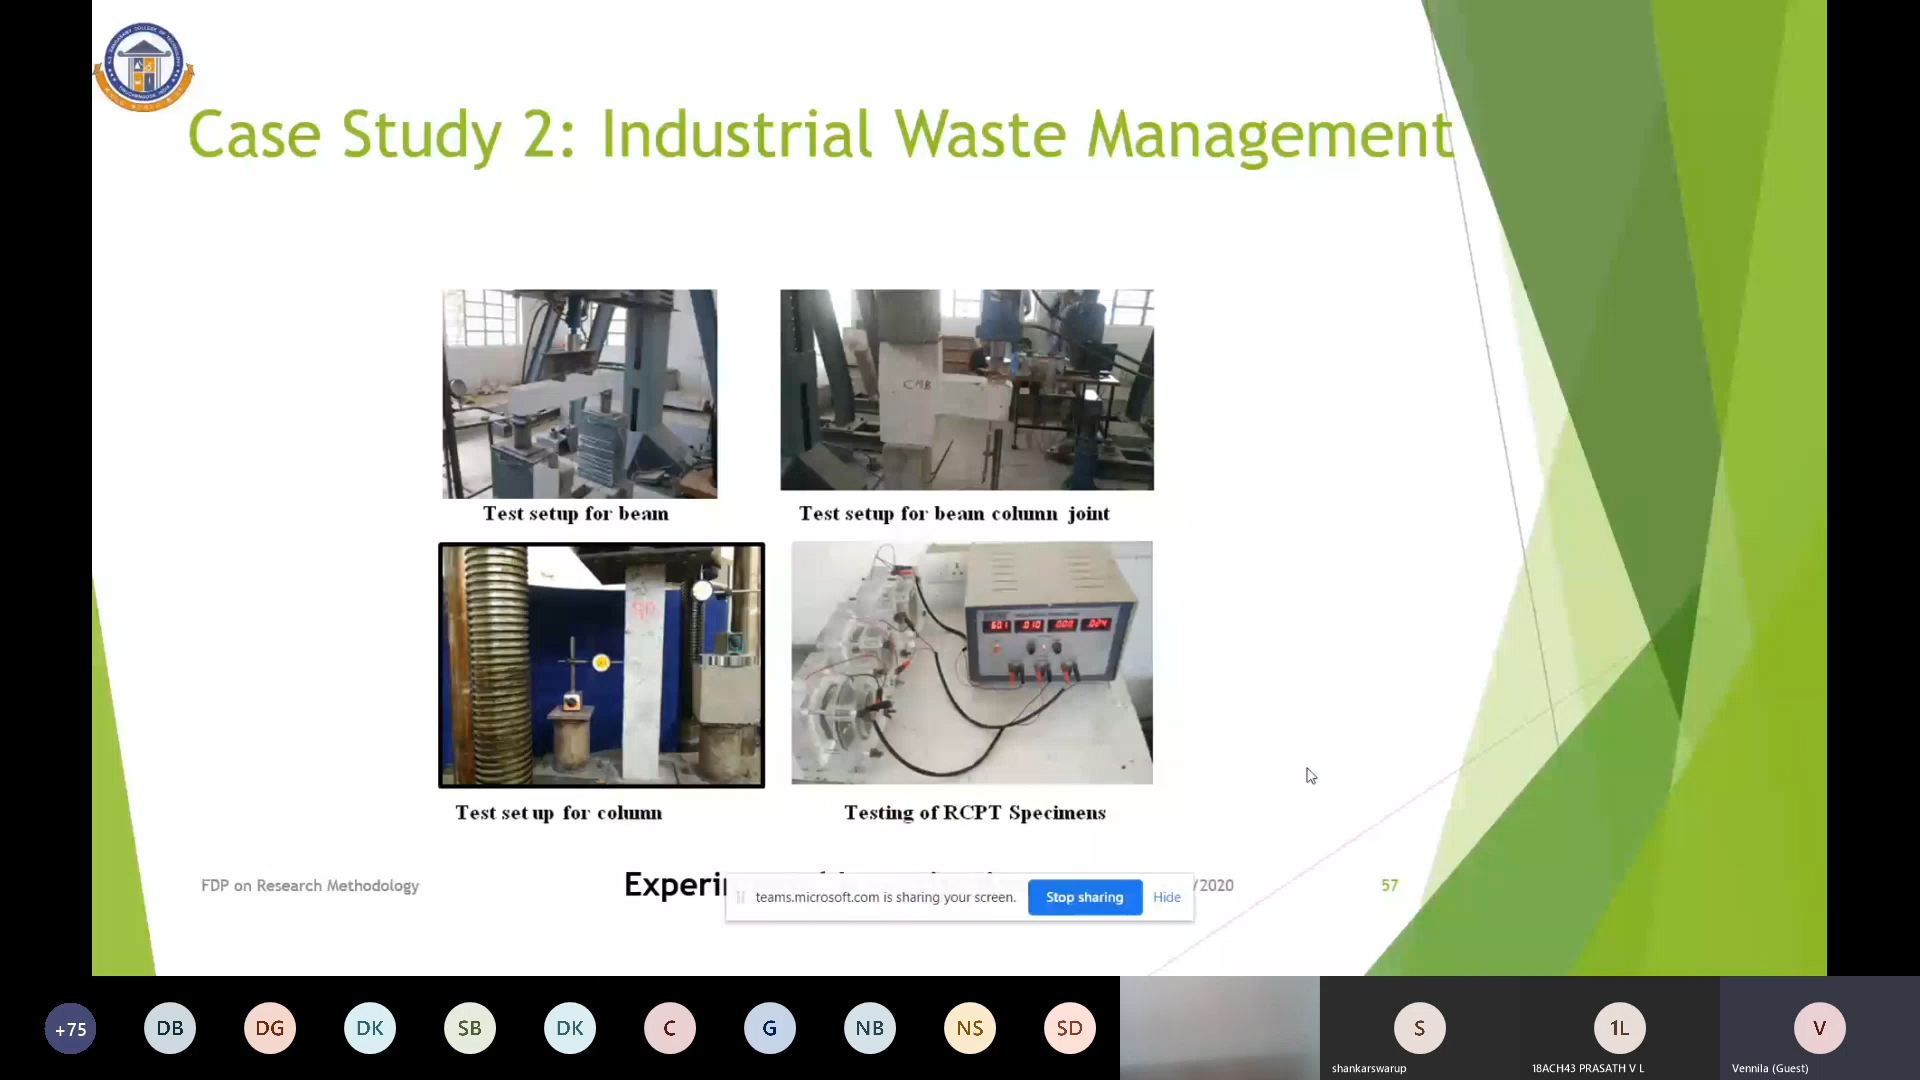 Case Study 2: Industrial Waste Management
CMB
Test setup for beam
Test setup for beam column joint
Test set up for column
Testing of RCPT Specimens
FDP on Research Methodology
/2020
57
teams.microsoft.com is sharing your screen.
Stop sharing
Hide
+75
DB
DG
DK
SB
DK
C
G
NB
NS
SD
S
shankarswarup
1L
18ACH43 PRASATH V L
V
Vennila (Guest)